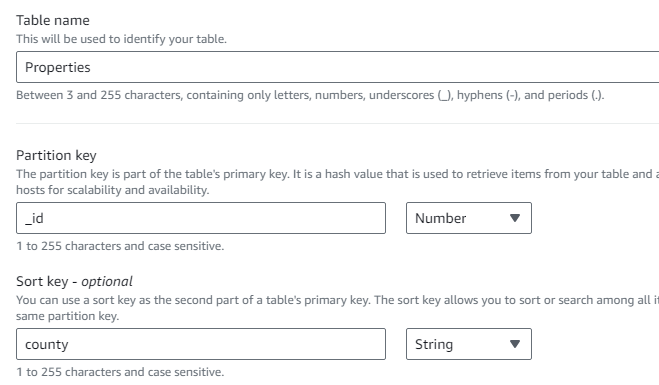 Table name
This will be used to identify your table.
Properties
Between 3 and 255 characters, containing only letters, numbers, underscores (_), hyphens (-), and periods (.).
Partition key
The partition key is part of the table's primary key. It is a hash value that is used to retrieve items from your table and a
hosts for scalability and availability.
_id Number
1 to 255 characters and case sensitive.
Sort key - optional
You can use a sort key as the second part of a table's primary key. The sort key allows you to sort or search among all it
same partition key.
county String
1 to 255 characters and case sensitive.